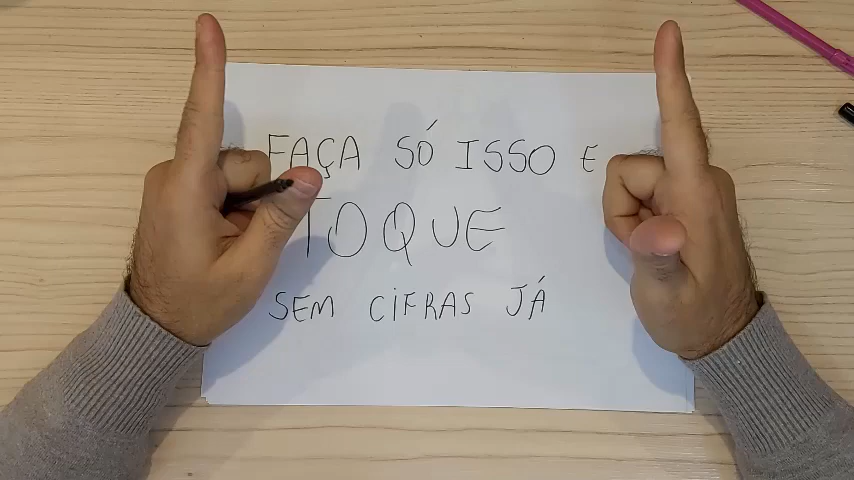 FAÇA SÓ ISSO E
TOQUE
SEM CIFRAS JÁ